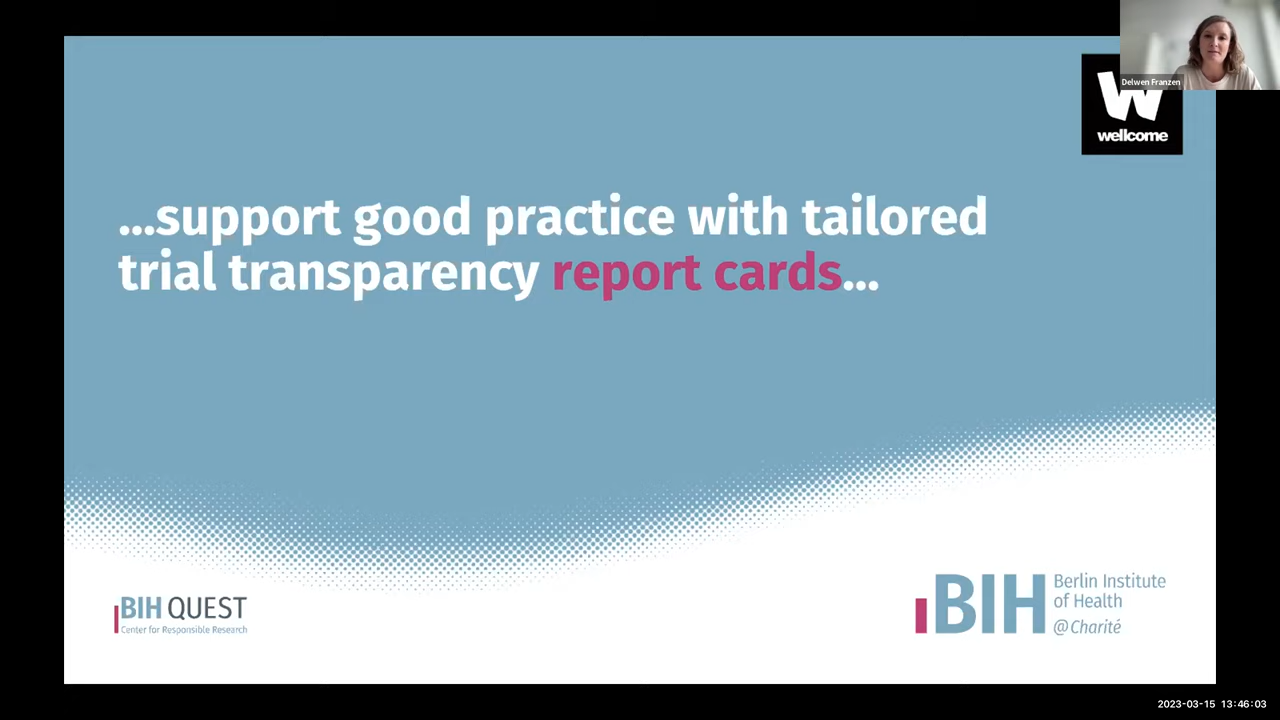 Delwen Franzen
W
wellcome
...support good practice with tailored
trial transparency report cards...
BIH QUEST
Center for Responsible Research
BIH
Berlin Institute
of Health
@Charité
2023-03-15 13:46:03